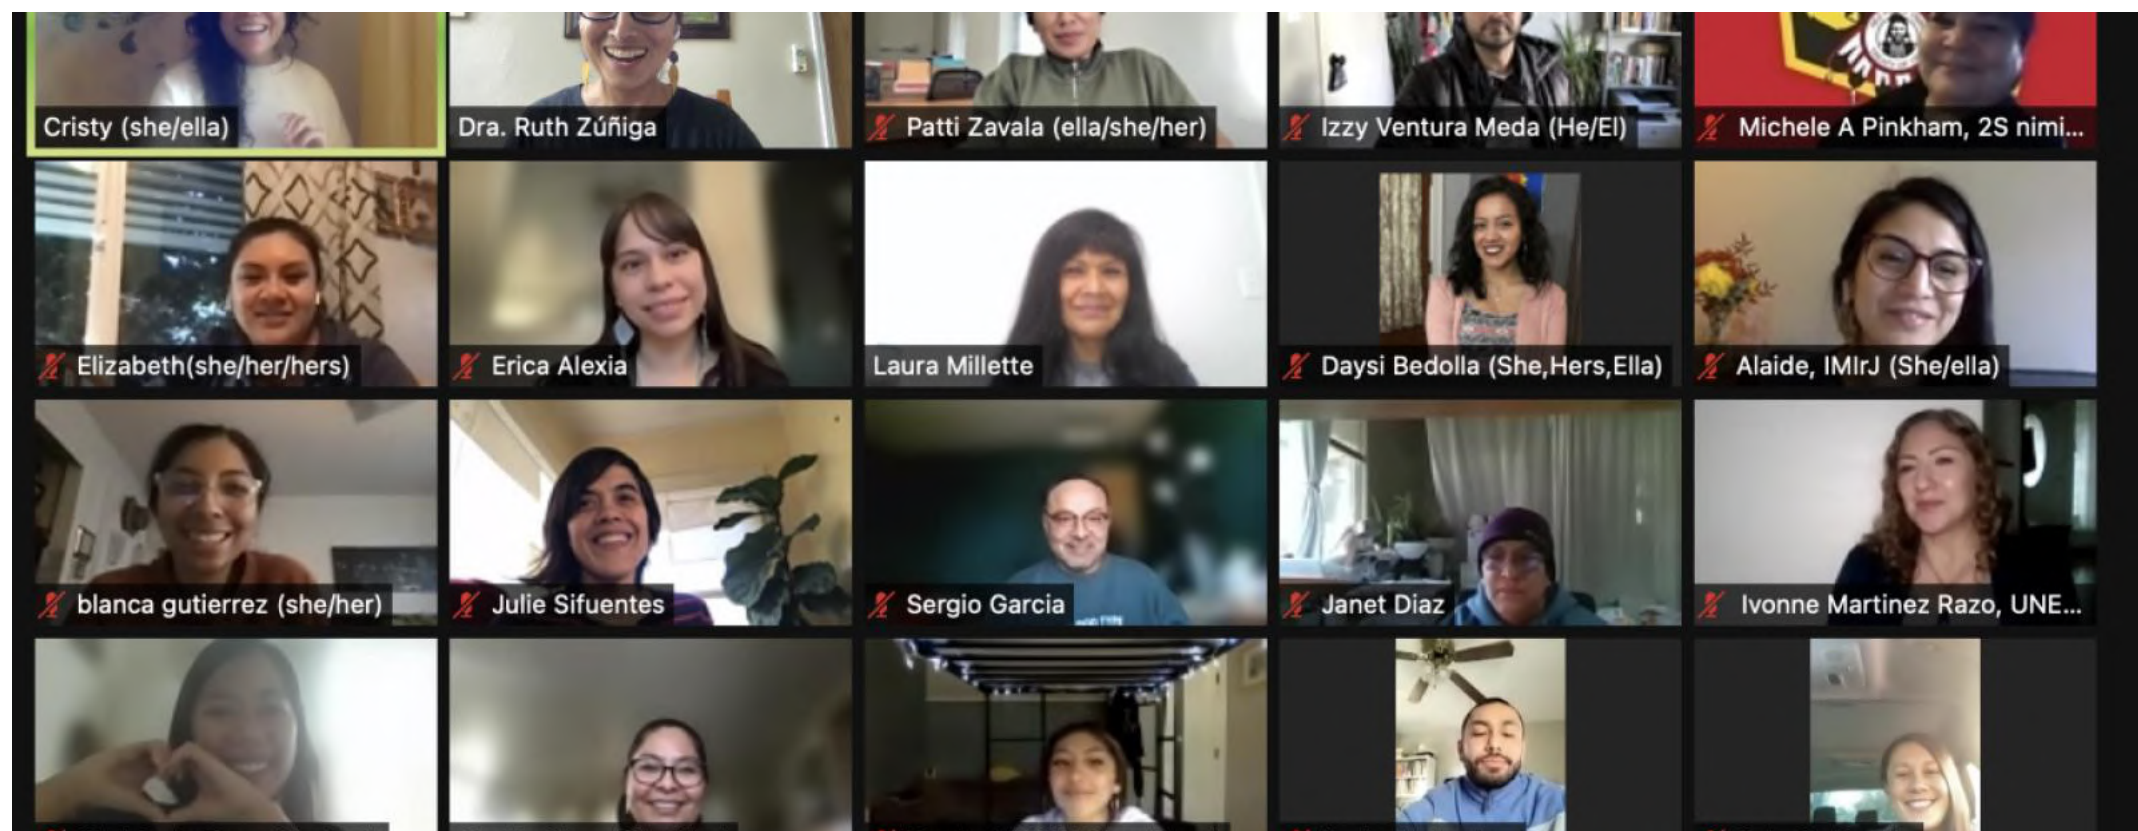 Cristy (she/ella)
Dra. Ruth Zúñiga
Patti Zavala (ella/she/her)
Izzy Ventura Meda (He/El)
Michele A Pinkham, 2S nimi...
Elizabeth(she/her/hers)
Erica Alexia
Laura Millette
Daysi Bedolla (She,Hers,Ella)
Alaide, IMIrJ (She/ella)
blanca gutierrez (she/her)
Julie Sifuentes
Sergio Garcia
Janet Diaz
Ivonne Martinez Razo, UNE...